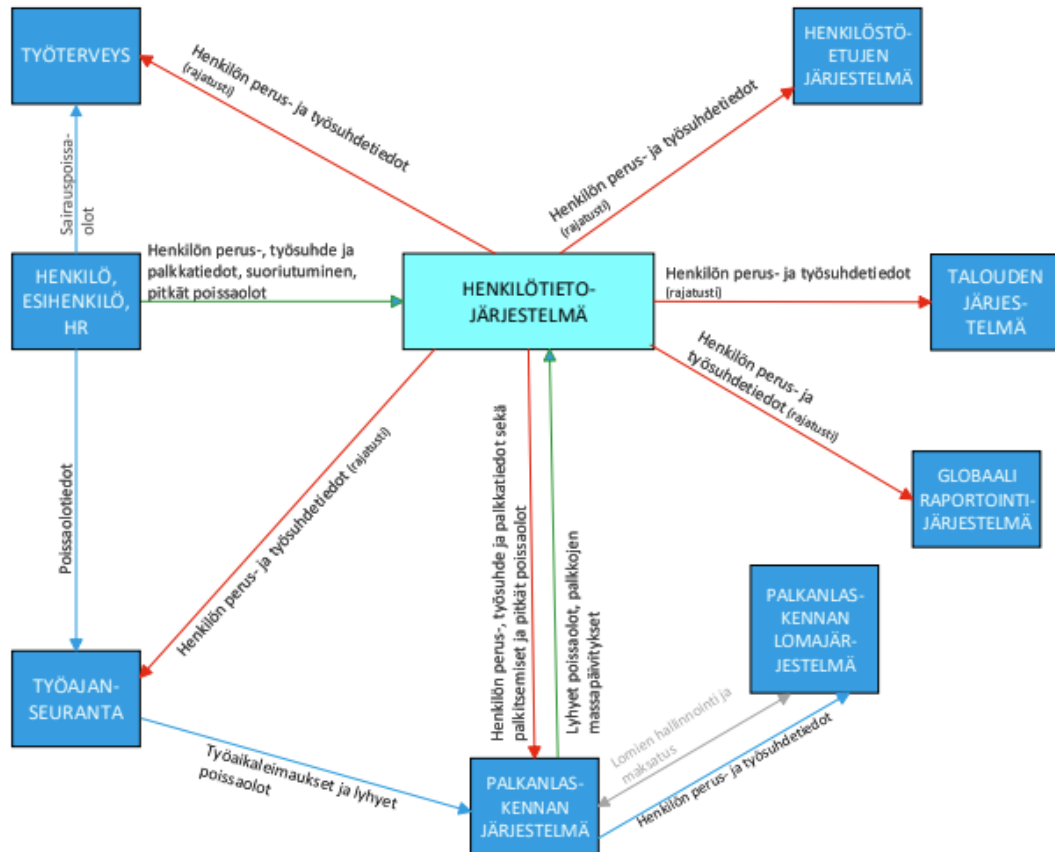 TYÖTERVEYS
Henkilön perus- ja työsuhdetiedot
(rajatusti)
HENKILÖSTÖ-
ETUJEN
JÄRJESTELMÄ
Henkilön perus- ja työsuhdetiedot
(rajatusti)
Sairauspoissa-
olot
HENKILÖ,
ESIHENKILÖ,
HR
Henkilön perus-, työsuhde ja
palkkatiedot, suoriutuminen,
pitkät poissaolot
HENKILÖTIETO-
JÄRJESTELMÄ
Henkilön perus- ja työsuhdetiedot
(rajatusti)
TALOUDEN
JÄRJES-
TELMÄ
Henkilön perus- ja
työsuhdetiedot (rajatusti)
GLOBAALI
RAPORTOINTI-
JÄRJESTELMÄ
Poissaolotiedot
Henkilön perus- ja työsuhdetiedot (rajatusti)
Henkilön perus-, työsuhde ja palkkatiedot sekä
palkitsemiset ja pitkät poissaolot
Lyhyet poissaolot, palkkojen
massapäivitykset
PALKANLAS-
KENNAN
LOMAJÄR-
JESTELMÄ
TYÖAJAN-
SEURANTA
Työaikaleimaukset ja lyhyet
poissaolot
PALKANLAS-
KENNAN
JÄRJESTELMÄ
Lomien hallinnointi ja
maksatus
Henkilön perus- ja työsuhdetiedot